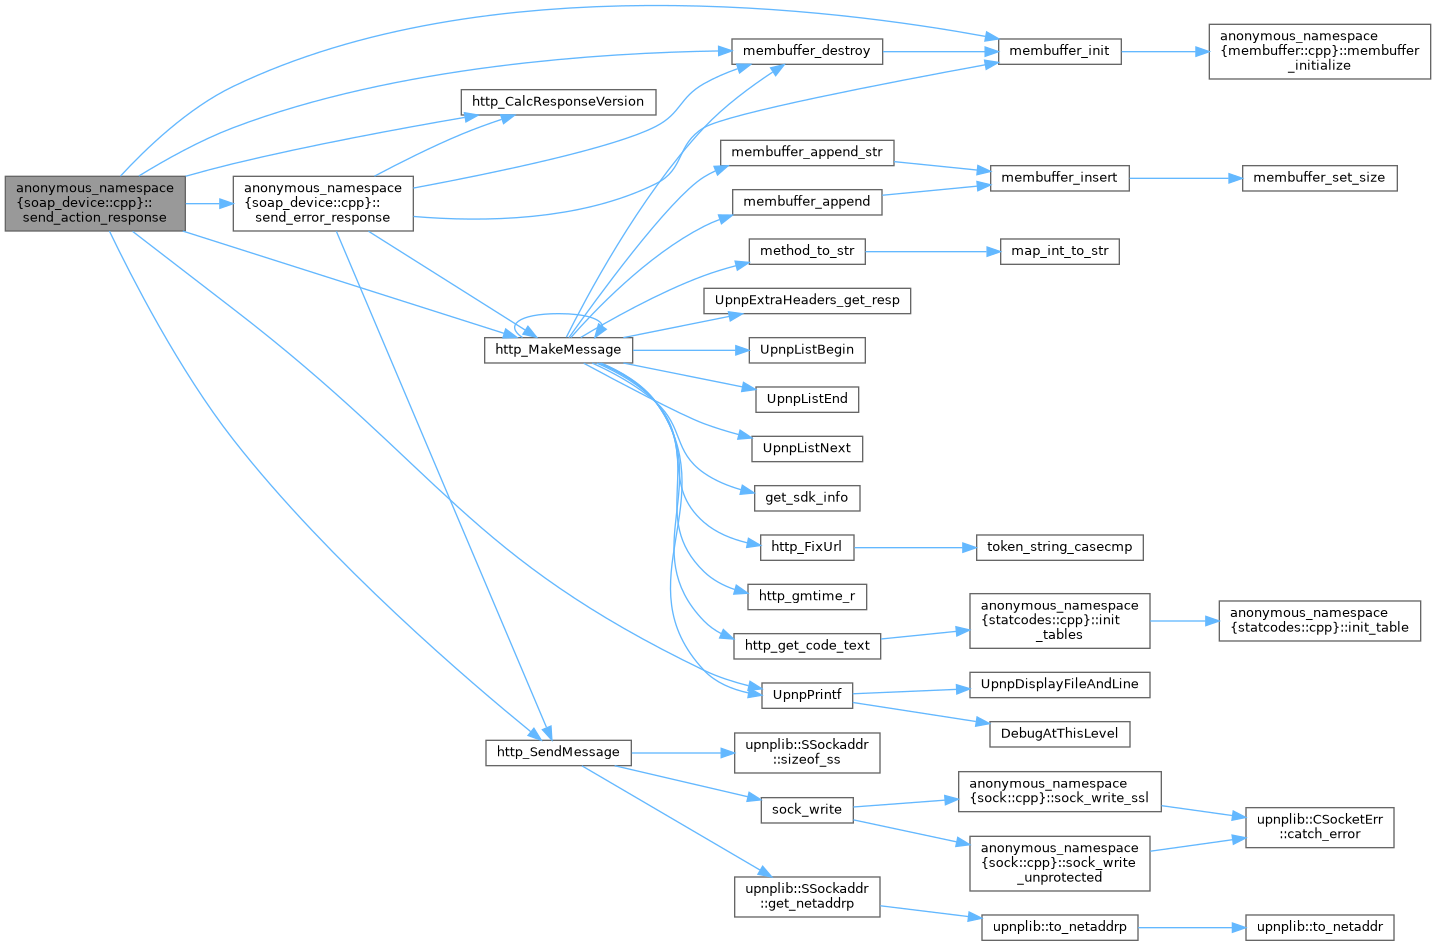 anonymous_namespace
{soap_device::cpp}::
send_action_response
anonymous_namespace
{soap_device::cpp}::
send_error_response
http_CalcResponseVersion
http_MakeMessage
http_SendMessage
membuffer_destroy
membuffer_append_str
membuffer_append
method_to_str
UpnpExtraHeaders_get_resp
UpnpListBegin
UpnpListEnd
UpnpListNext
get_sdk_info
http_FixUrl
http_gmtime_r
http_get_code_text
UpnpPrintf
upnplib::SSockaddr
::sizeof_ss
sock_write
upnplib::SSockaddr
::get_netaddrp
membuffer_init
membuffer_insert
map_int_to_str
token_string_casecmp
anonymous_namespace
{statcodes::cpp}::init
_tables
UpnpDisplayFileAndLine
DebugAtThisLevel
anonymous_namespace
{sock::cpp}::sock_write_ssl
anonymous_namespace
{sock::cpp}::sock_write
_unprotected
upnplib::to_netaddrp
anonymous_namespace
{membuffer::cpp}::membuffer
_initialize
membuffer_set_size
anonymous_namespace
{statcodes::cpp}::init_table
upnplib::CSocketErr
::catch_error
upnplib::to_netaddr